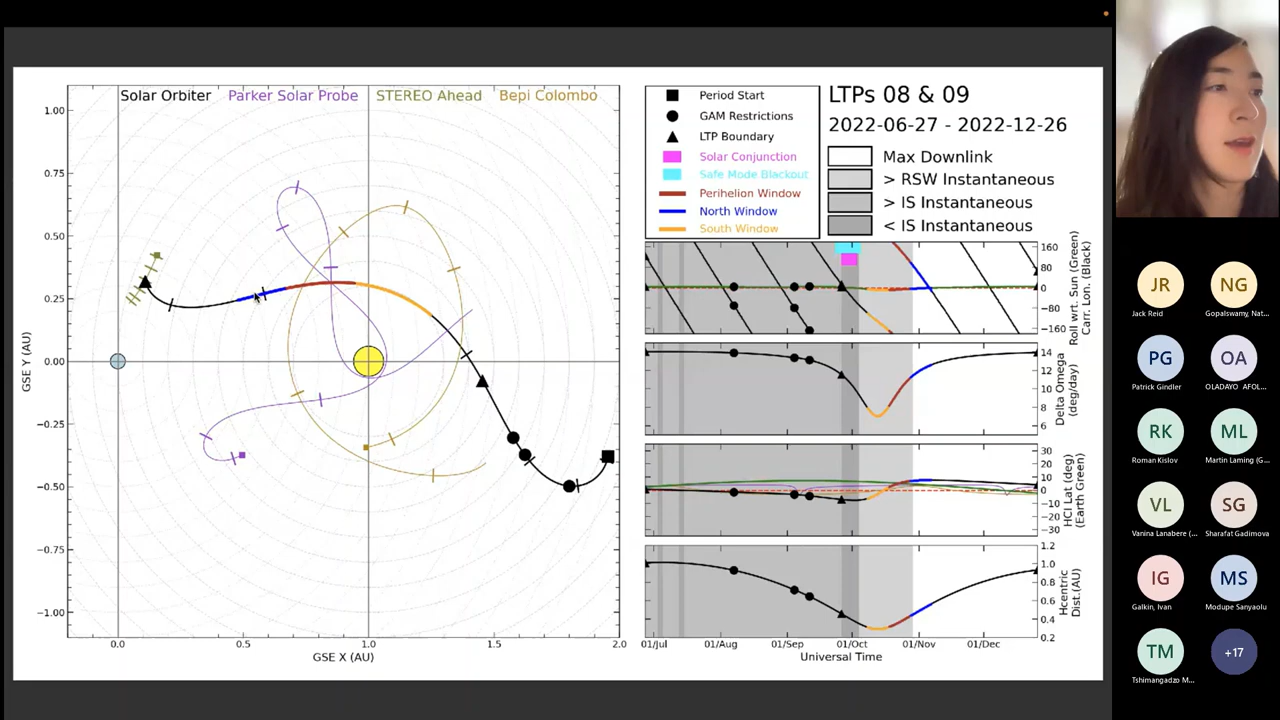 Solar Orbiter Parker Solar Probe STEREO Ahead Bepi Colombo
1.00
0.75
0.50
0.25
0.00
−0.25
−0.50
−0.75
−1.00
GSE Y (AU)
0.0 0.5 1.0 1.5 2.0
GSE X (AU)
Period Start
GAM Restrictions
LTP Boundary
Solar Conjunction
Safe Mode Blackout
Perihelion Window
North Window
South Window
LTPs 08 & 09
2022-06-27 - 2022-12-26
Max Downlink
> RSW Instantaneous
> IS Instantaneous
< IS Instantaneous
160
80
0
−80
−160
Roll wrt. Sun (Green)
Carr. Lon. (Black)
14
12
10
8
6
Delta Omega
(deg/day)
30
20
10
0
−10
−20
−30
HCI Lat (deg)
(Earth Green)
1.2
1.0
0.8
0.6
0.4
0.2
Hcentric
Dist.(AU)
01/Jul 01/Aug 01/Sep 01/Oct 01/Nov 01/Dec
Universal Time
JR NG
Jack Reid Gopalswamy, Nat...
PG OA
Patrick Gindler OLADAYO AFOL...
RK ML
Roman Kislov Martin Laming (G...
VL SG
Vanina Lanabere (... Sharafat Gadimova
IG MS
Galkin, Ivan Modupe Sanyaolu
TM +17
Tshimangadzo M...